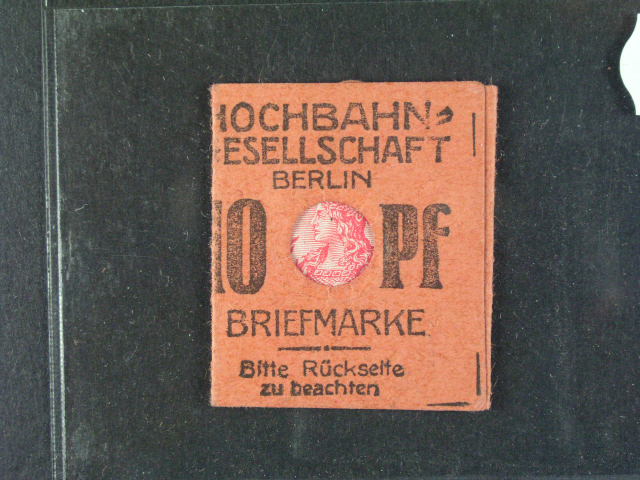 HOCHBAHN-
GESELLSCHAFT
BERLIN
10 Pf
BRIEFMARKE
Bitte Rückseite
zu beachten